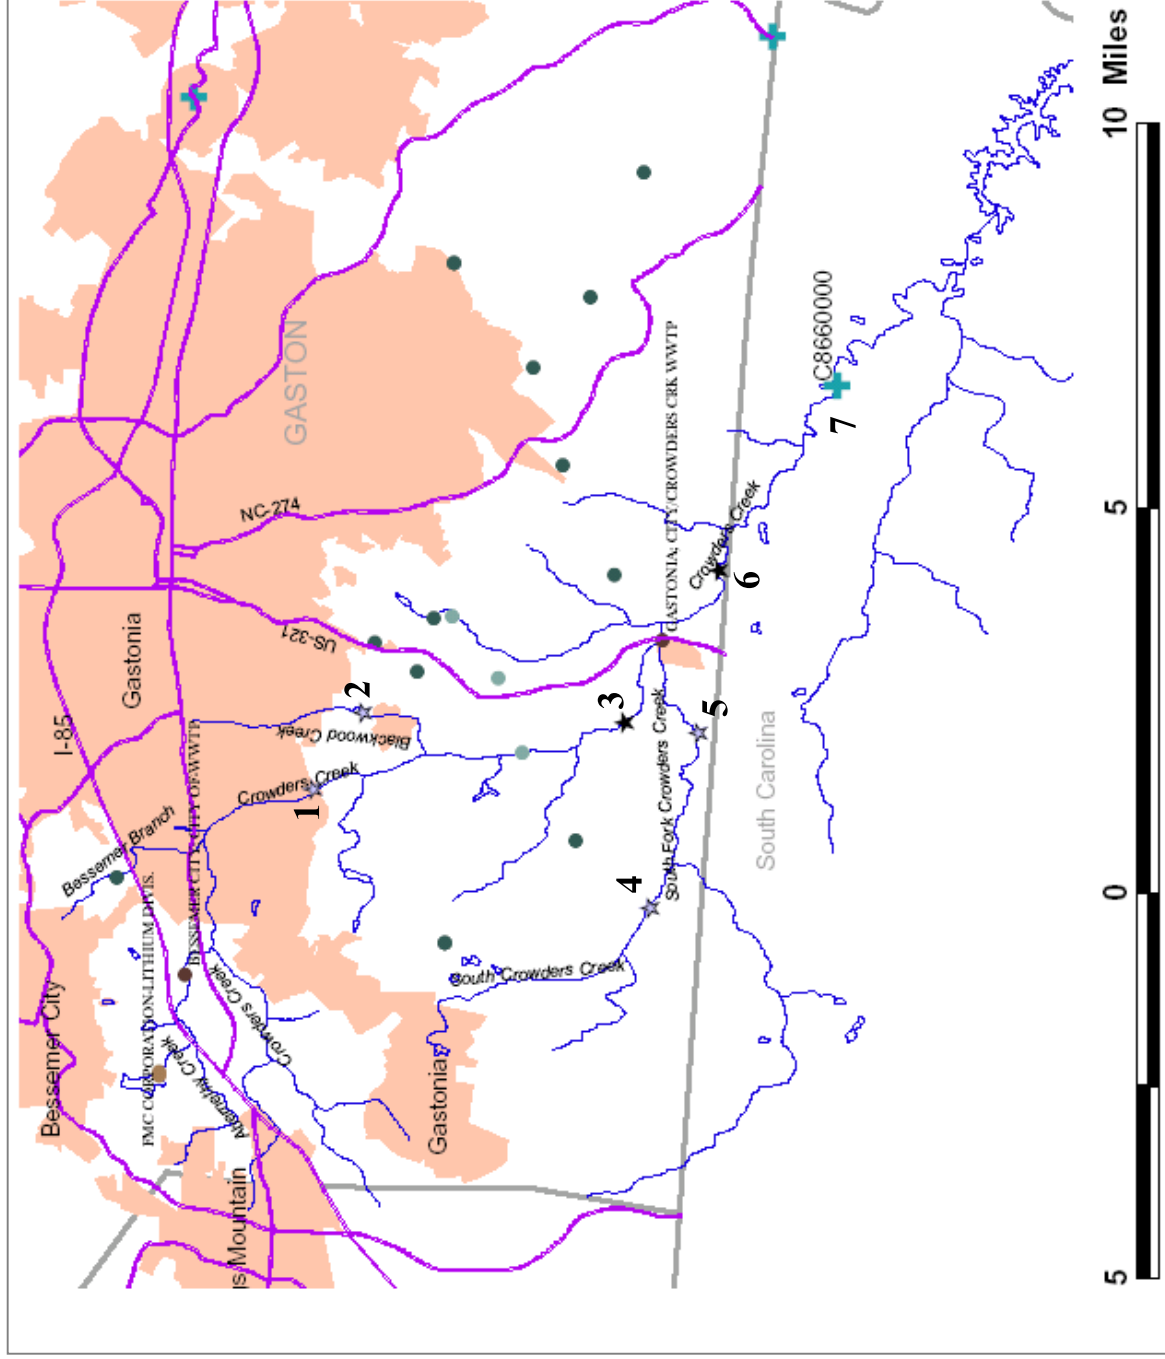 Bessemer City
I-85
Gastonia
GASTON
FMC CORPORATION-LITHIUM DIVIS.
BESSEMER CITY, CITY OF-WWTP
Bessemer Branch
NC-274
US-321
Abernethy Creek
Crowders Creek
Crowders Creek
Blackwood Creek
1
2
Gastonia
South Crowders Creek
3
GASTONIA, CITY/CROWDERS CRK WWTP
4
South Fork Crowders Creek
5
Crowders Creek
6
South Carolina
C8660000
7
5
0
5
10 Miles